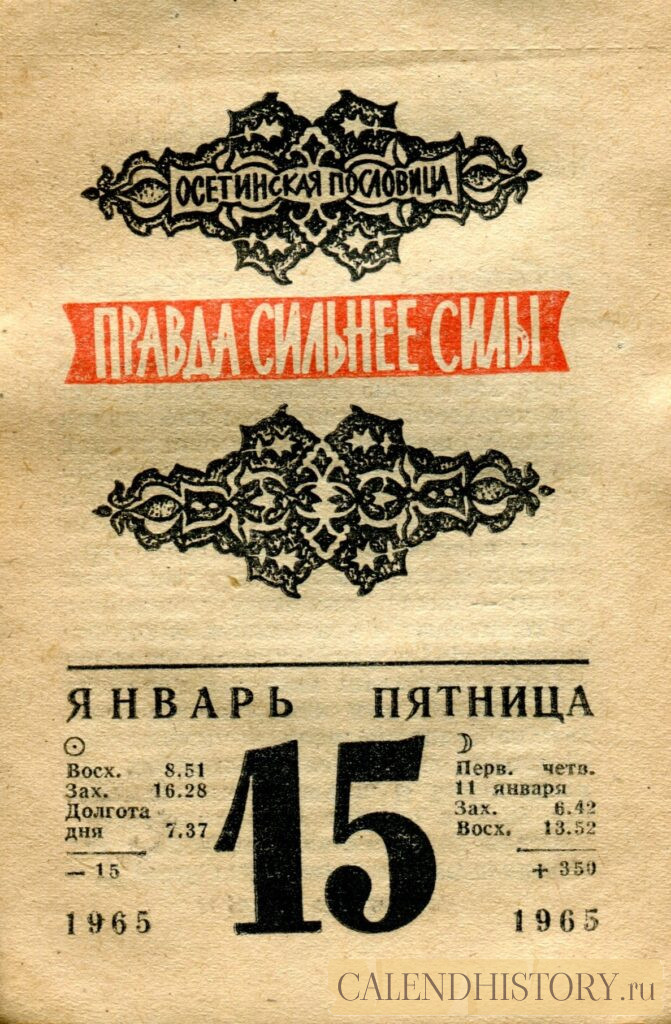 ОСЕТИНСКАЯ ПОСЛОВИЦА
ПРАВДА СИЛЬНЕЕ СИЛЫ
ЯНВАРЬ ПЯТНИЦА
Восх. 8.51
Зах. 16.28
Долгота
дня 7.37
— 15
1965
15
Перв. четв.
11 января
Зах. 6.42
Восх. 13.52
+ 350
1965
CALENDHISTORY.ru